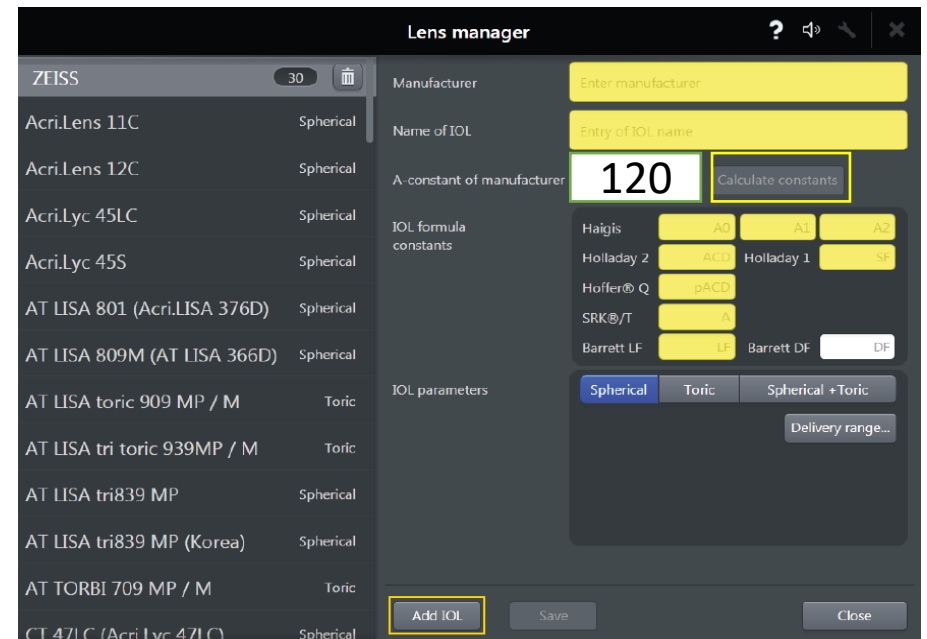 Lens manager ?
ZEISS 30
Acri.Lens 11C Spherical
Acri.Lens 12C Spherical
Acri.Lyc 45LC Spherical
Acri.Lyc 45S Spherical
AT LISA 801 (Acri.LISA 376D) Spherical
AT LISA 809M (AT LISA 366D) Spherical
AT LISA toric 909 MP / M Toric
AT LISA tri toric 939MP / M Toric
AT LISA tri839 MP Spherical
AT LISA tri839 MP (Korea) Spherical
AT TORBI 709 MP / M Toric
CT 47LC (Acri.Lyc 47LC) Spherical
Manufacturer Enter manufacturer
Name of IOL Entry of IOL name
A-constant of manufacturer 120 Calculate constants
IOL formula
constants
Haigis A0 A1 A2
Holladay 2 ACD Holladay 1 SF
Hoffer® Q pACD
SRK®/T A
Barrett LF LF Barrett DF DF
IOL parameters Spherical Toric Spherical +Toric
Delivery range...
Add IOL Save Close